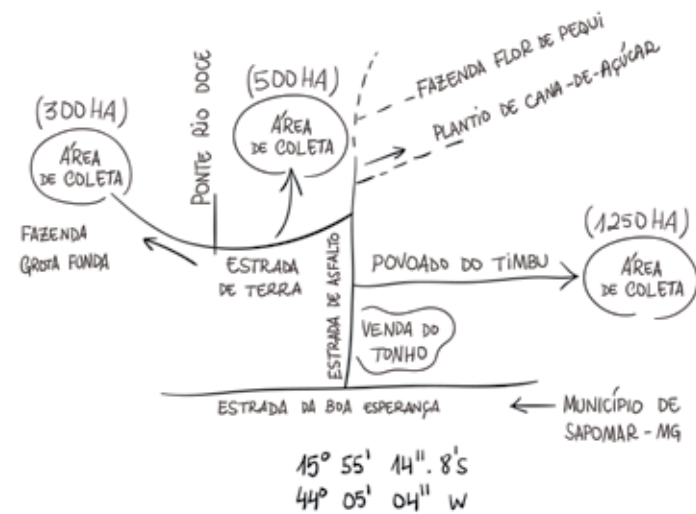 (300 HA)
ÁREA
DE COLETA
PONTE RIO DOCE
(500 HA)
ÁREA
DE COLETA
FAZENDA FLOR DE PEQUI
PLANTIO DE CANA-DE-AÇÚCAR
FAZENDA
GROTA FUNDA
ESTRADA
DE TERRA
ESTRADA DE ASFALTO
POVOADO DO TIMBU
(1250 HA)
ÁREA
DE COLETA
VENDA DO
TONHO
ESTRADA DA BOA ESPERANÇA
MUNICÍPIO DE
SAPOMAR - MG
15° 55' 14". 8's
44° 05' 04" W